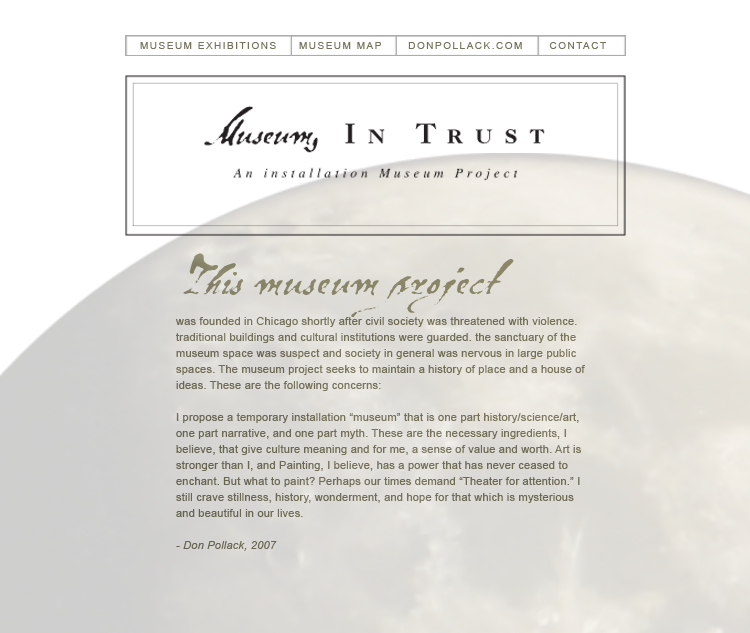 MUSEUM EXHIBITIONS MUSEUM MAP DONPOLLACK.COM CONTACT
Museum, IN TRUST
An installation Museum Project
This museum project
was founded in Chicago shortly after civil society was threatened with violence.
traditional buildings and cultural institutions were guarded. the sanctuary of the
museum space was suspect and society in general was nervous in large public
spaces. The museum project seeks to maintain a history of place and a house of
ideas. These are the following concerns:
I propose a temporary installation “museum” that is one part history/science/art,
one part narrative, and one part myth. These are the necessary ingredients, I
believe, that give culture meaning and for me, a sense of value and worth. Art is
stronger than I, and Painting, I believe, has a power that has never ceased to
enchant. But what to paint? Perhaps our times demand “Theater for attention.” I
still crave stillness, history, wonderment, and hope for that which is mysterious
and beautiful in our lives.
- Don Pollack, 2007